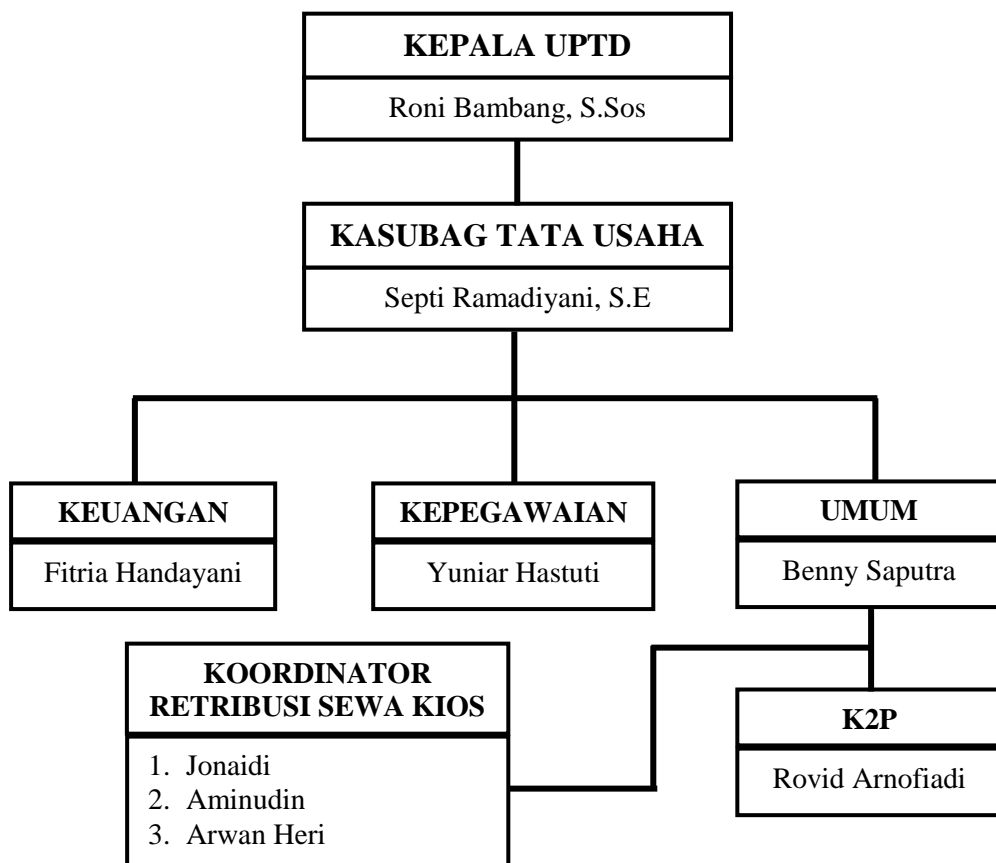 KEPALA UPTD
Roni Bambang, S.Sos
KASUBAG TATA USAHA
Septi Ramadiyani, S.E
KEUANGAN
Fitria Handayani
KEPEGAWAIAN
Yuniar Hastuti
UMUM
Benny Saputra
KOORDINATOR
RETRIBUSI SEWA KIOS
1. Jonaidi
2. Aminudin
3. Arwan Heri
K2P
Rovid Arnofiadi